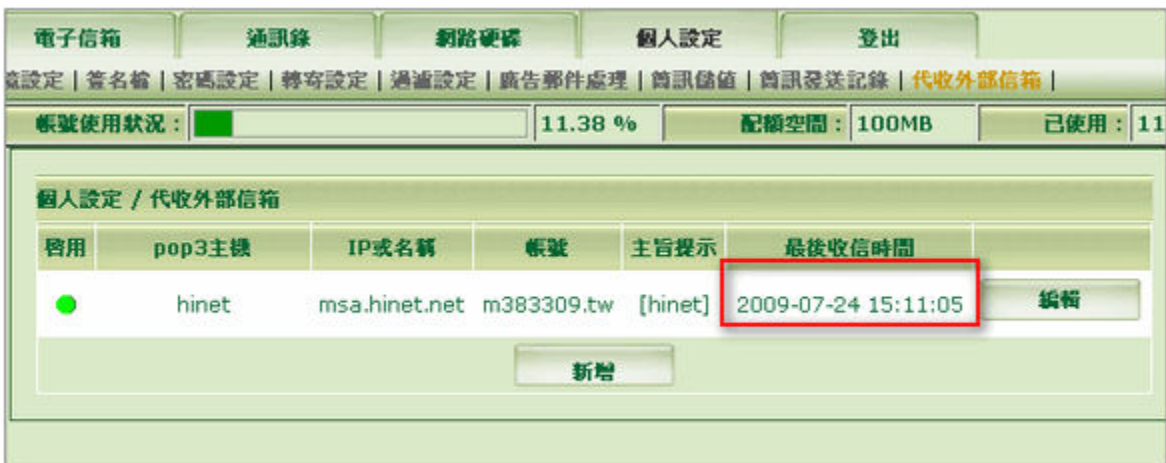 電子信箱 通訊錄 網路硬碟 個人設定 登出
設定 | 簽名檔 | 密碼設定 | 轉寄設定 | 過濾設定 | 廣告郵件處理 | 簡訊儲值 | 簡訊發送記錄 | 代收外部信箱 |
帳號使用狀況： 11.38 % 配額空間： 100MB 已使用： 11
個人設定 / 代收外部信箱
啓用 pop3主機 IP或名稱 帳號 主旨提示 最後收信時間
hinet msa.hinet.net m383309.tw [hinet] 2009-07-24 15:11:05 編輯
新增